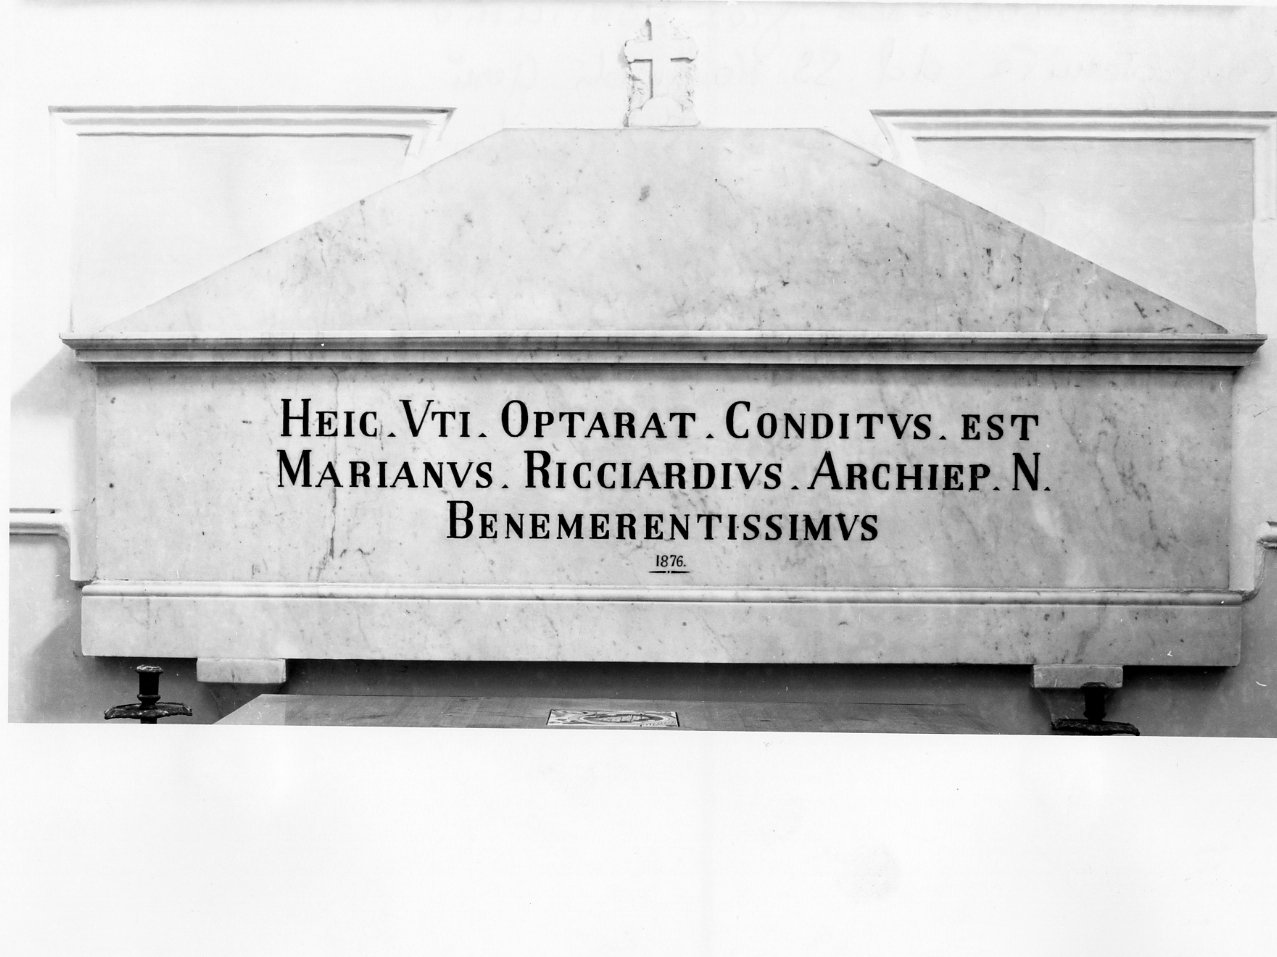 HEIC. VTI. OPTARAT. CONDITVS. EST
MARIANVS. RICCIARDIVS. ARCHIEP. N.
BENEMERENTISSIMVS
1876.